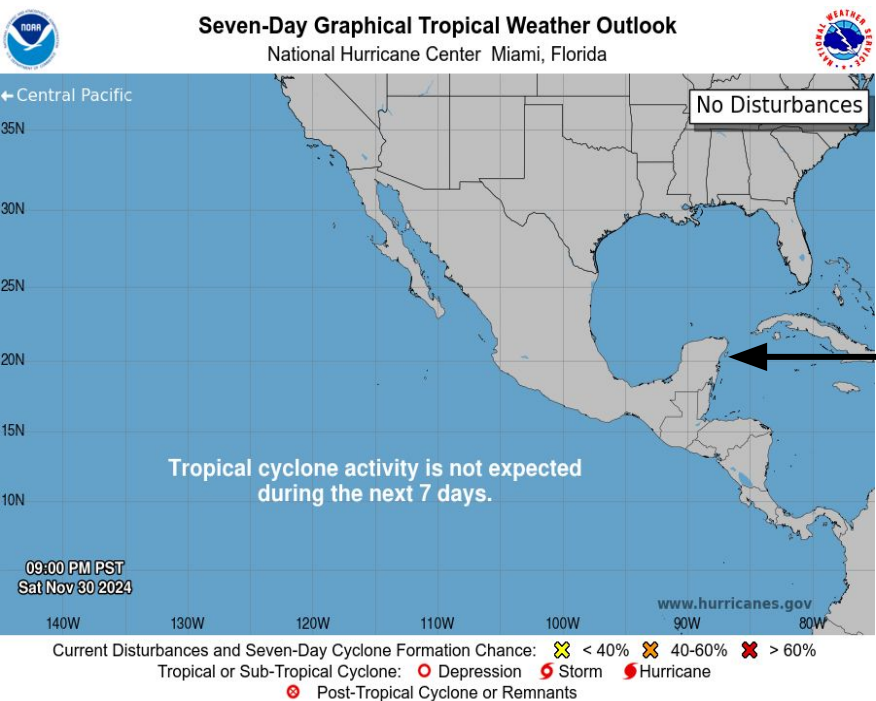 Seven-Day Graphical Tropical Weather Outlook
National Hurricane Center Miami, Florida
NOAA
NATIONAL WEATHER SERVICE
Central Pacific
No Disturbances
35N
30N
25N
20N
15N
10N
Tropical cyclone activity is not expected
during the next 7 days.
09:00 PM PST
Sat Nov 30 2024
www.hurricanes.gov
140W 130W 120W 110W 100W 90W 80W
Current Disturbances and Seven-Day Cyclone Formation Chance: < 40% 40-60% > 60%
Tropical or Sub-Tropical Cyclone: Depression Storm Hurricane
Post-Tropical Cyclone or Remnants